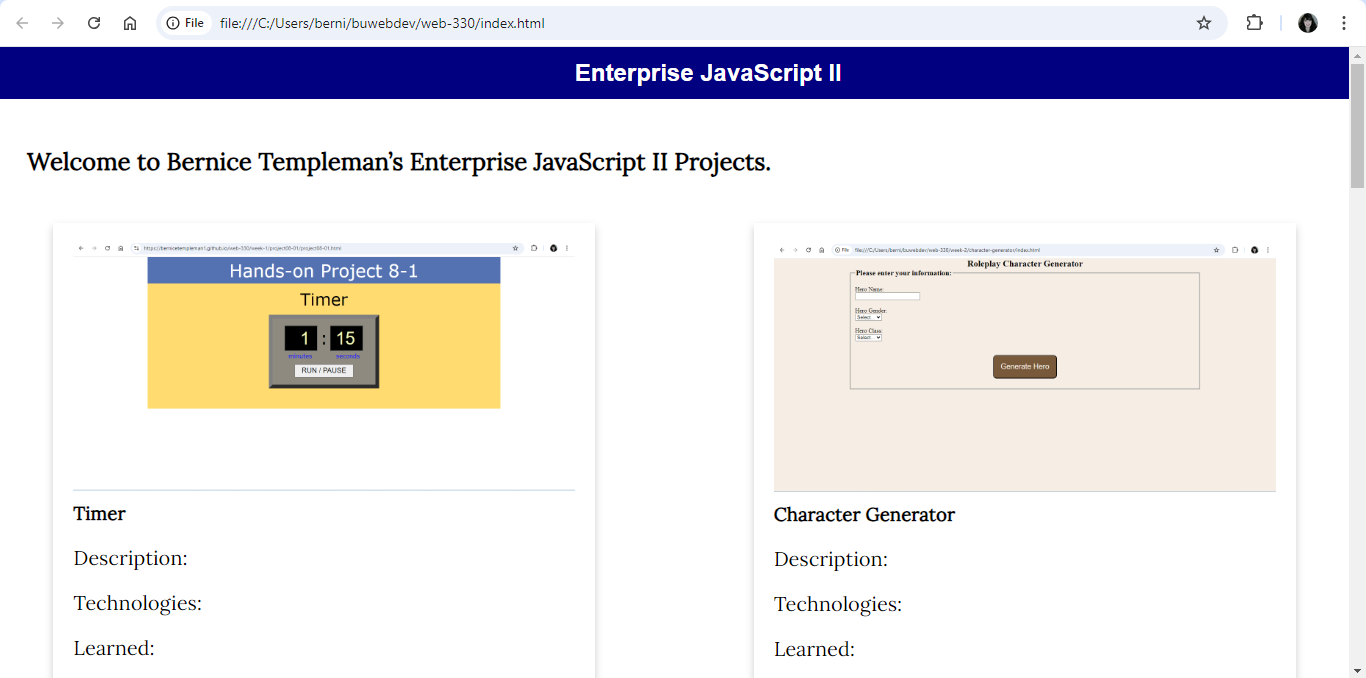 File file:///C:/Users/berni/buwebdev/web-330/index.html
Enterprise JavaScript II
Welcome to Bernice Templeman’s Enterprise JavaScript II Projects.
https://bernicetempleman1.github.io/web-330/week-1/project08-01/project08-01.html
Hands-on Project 8-1
Timer
1 : 15
minutes seconds
RUN / PAUSE
Timer
Description:
Technologies:
Learned:
File file:///C:/Users/berni/buwebdev/web-330/week-2/character-generator/index.html
Roleplay Character Generator
Please enter your information:
Hero Name:
Hero Gender:
Select...
Hero Class:
Select...
Generate Hero
Character Generator
Description:
Technologies:
Learned: